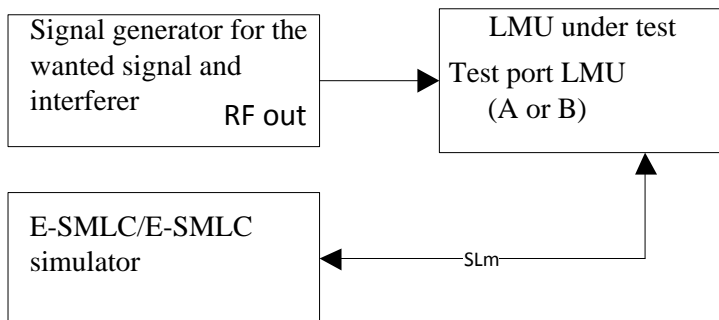 Signal generator for the
wanted signal and
interferer
RF out
LMU under test
Test port LMU
(A or B)
E-SMLC/E-SMLC
simulator
SLm